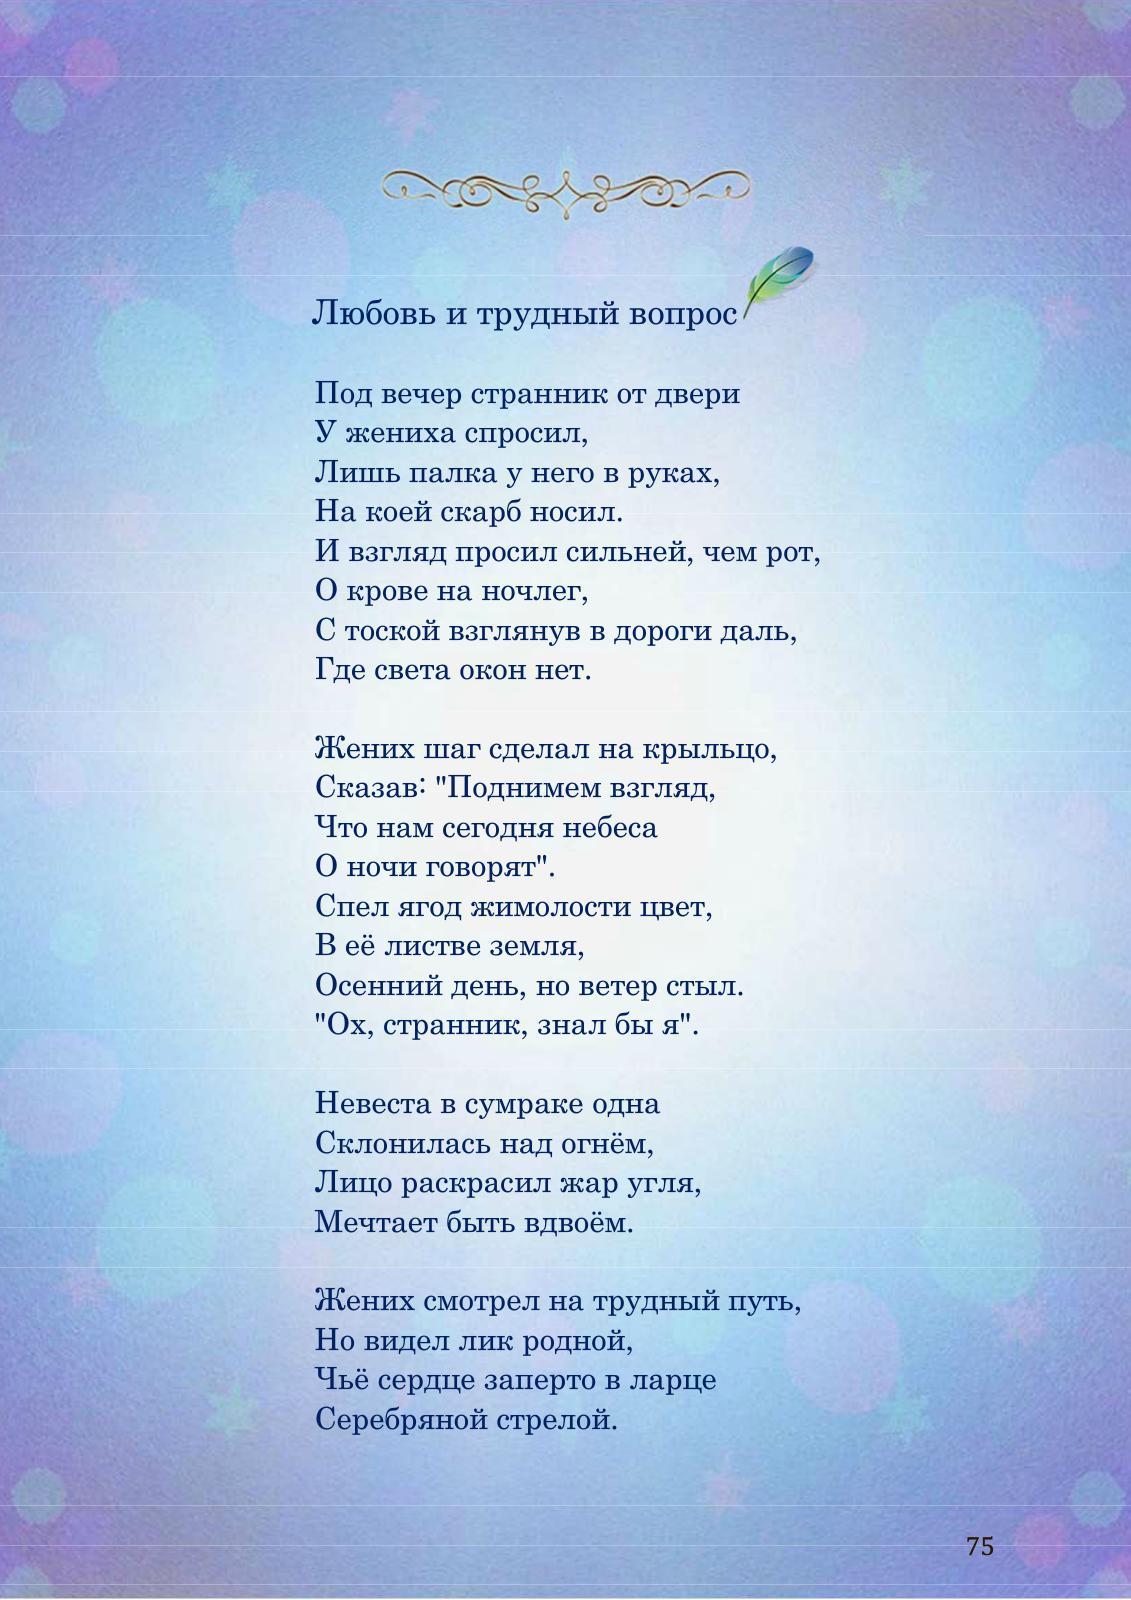 Любовь и трудный вопрос
Под вечер странник от двери
У жениха спросил,
Лишь палка у него в руках,
На коей скарб носил.
И взгляд просил сильней, чем рот,
О крове на ночлег,
С тоской взглянув в дороги даль,
Где света окон нет.
Жених шаг сделал на крыльцо,
Сказав: "Поднимем взгляд,
Что нам сегодня небеса
О ночи говорят".
Спел ягод жимолости цвет,
В её листве земля,
Осенний день, но ветер стыл.
"Ох, странник, знал бы я".
Невеста в сумраке одна
Склонилась над огнём,
Лицо раскрасил жар угля,
Мечтает быть вдвоём.
Жених смотрел на трудный путь,
Но видел лик родной,
Чьё сердце заперто в ларце
Серебряной стрелой.
75